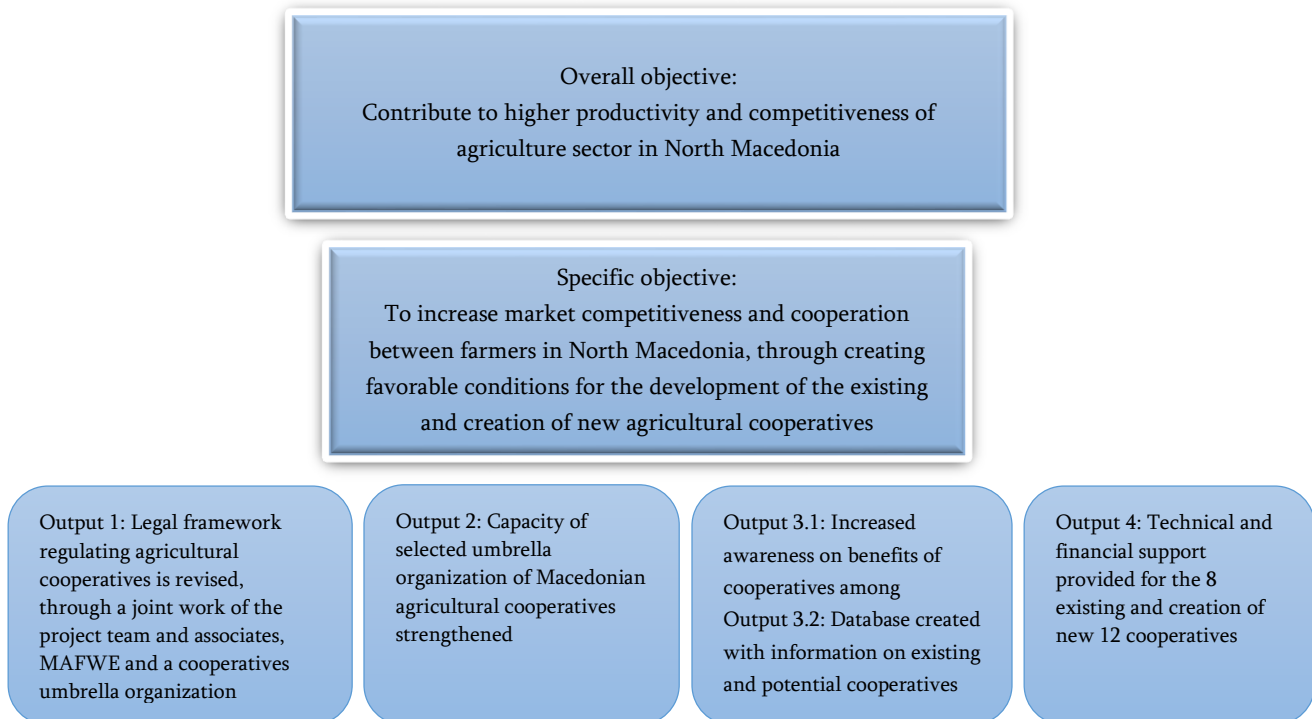 Overall objective:
Contribute to higher productivity and competitiveness of
agriculture sector in North Macedonia
Specific objective:
To increase market competitiveness and cooperation
between farmers in North Macedonia, through creating
favorable conditions for the development of the existing
and creation of new agricultural cooperatives
Output 1: Legal framework
regulating agricultural
cooperatives is revised,
through a joint work of the
project team and associates,
MAFWE and a cooperatives
umbrella organization
Output 2: Capacity of
selected umbrella
organization of Macedonian
agricultural cooperatives
strengthened
Output 3.1: Increased
awareness on benefits of
cooperatives among
Output 3.2: Database created
with information on existing
and potential cooperatives
Output 4: Technical and
financial support
provided for the 8
existing and creation of
new 12 cooperatives